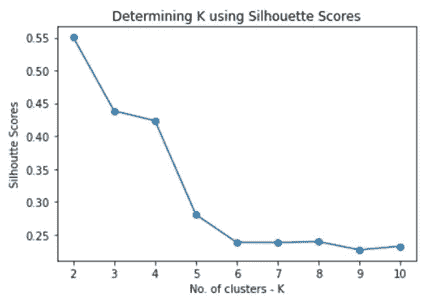 Determining K using Silhouette Scores
0.55
0.50
0.45
0.40
0.35
0.30
0.25
Silhoutte Scores
2 3 4 5 6 7 8 9 10
No. of clusters - K